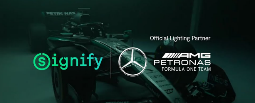 Official Lighting Partner
Signify
AMG
PETRONAS
FORMULA ONE TEAM